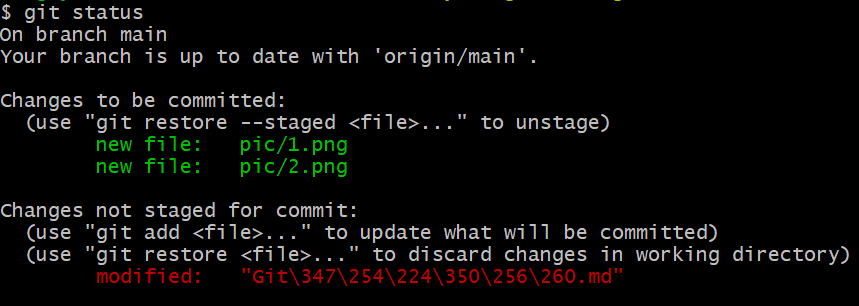 $ git status
On branch main
Your branch is up to date with 'origin/main'.
Changes to be committed:
(use "git restore --staged <file>..." to unstage)
new file: pic/1.png
new file: pic/2.png
Changes not staged for commit:
(use "git add <file>..." to update what will be committed)
(use "git restore <file>..." to discard changes in working directory)
modified: "Git\347\254\224\350\256\260.md"